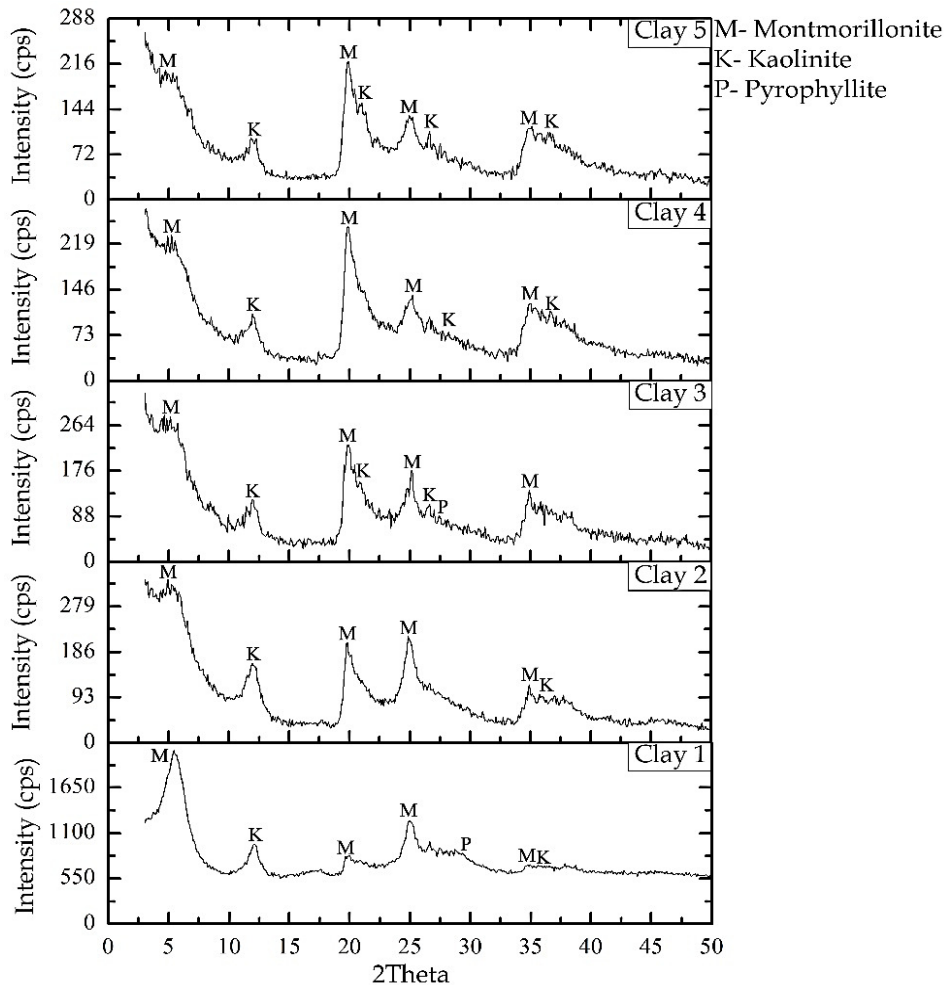 288
Clay 5
M- Montmorillonite
K- Kaolinite
P- Pyrophyllite
Intensity (cps)
216
144
72
0
M
K
M
K
M
K
M
K
Clay 4
Intensity (cps)
219
146
73
0
M
K
M
M
K
M
K
Clay 3
Intensity (cps)
264
176
88
0
M
K
M
K
M
K
P
M
Clay 2
Intensity (cps)
279
186
93
0
M
K
M
M
M
K
Clay 1
Intensity (cps)
1650
1100
550
0
M
K
M
M
P
M
K
0 5 10 15 20 25 30 35 40 45 50
2Theta